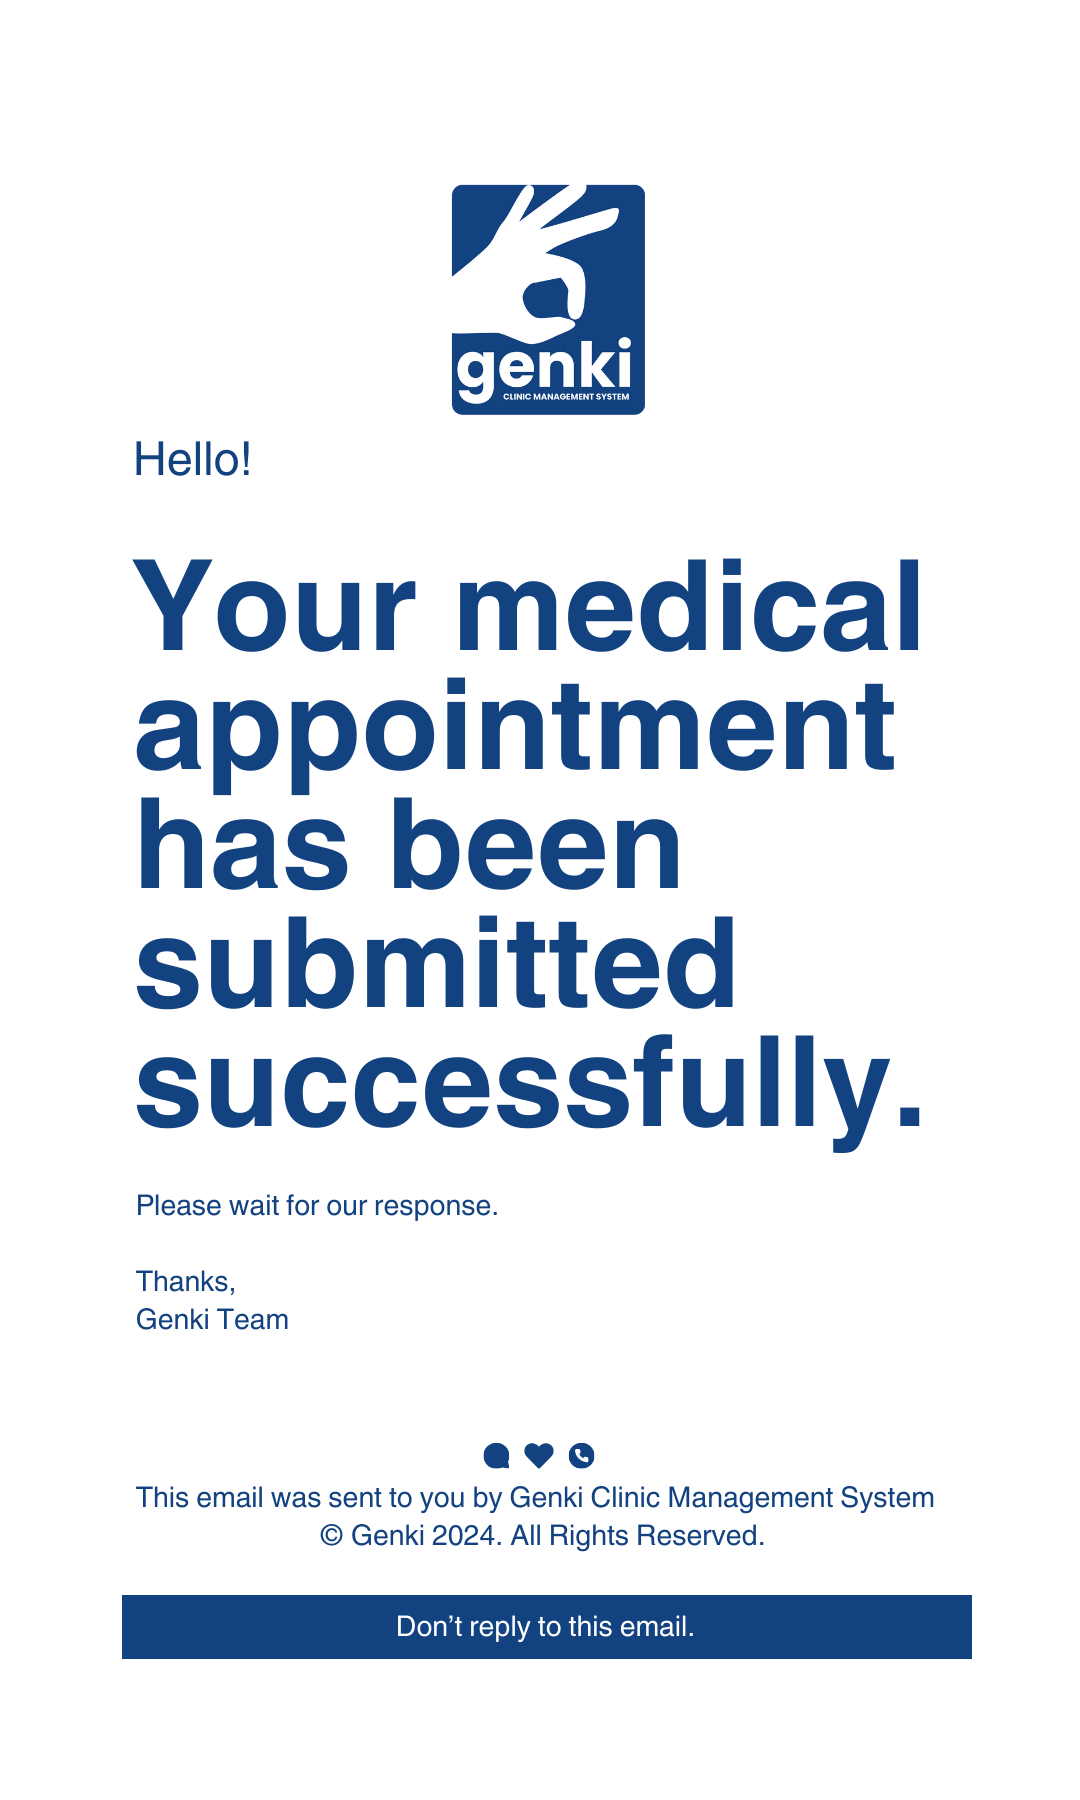 genki
CLINIC MANAGEMENT SYSTEM
Hello!
Your medical
appointment
has been
submitted
successfully.
Please wait for our response.
Thanks,
Genki Team
This email was sent to you by Genki Clinic Management System
© Genki 2024. All Rights Reserved.
Don’t reply to this email.